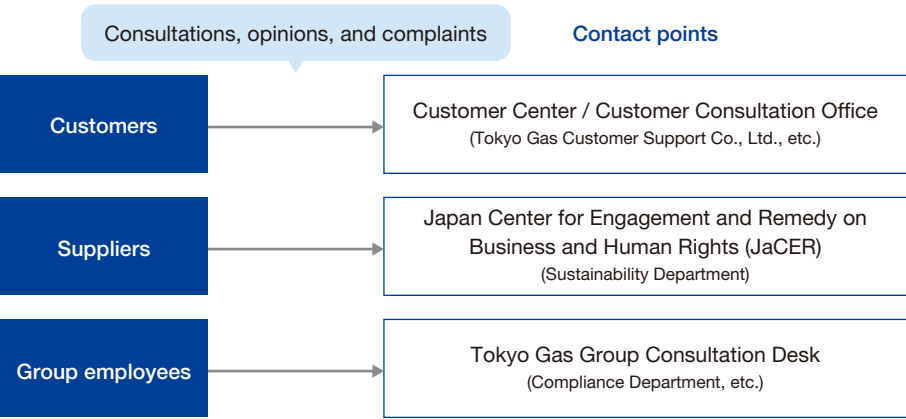 Consultations, opinions, and complaints
Contact points
Customers
Customer Center / Customer Consultation Office
(Tokyo Gas Customer Support Co., Ltd., etc.)
Suppliers
Japan Center for Engagement and Remedy on
Business and Human Rights (JaCER)
(Sustainability Department)
Group employees
Tokyo Gas Group Consultation Desk
(Compliance Department, etc.)